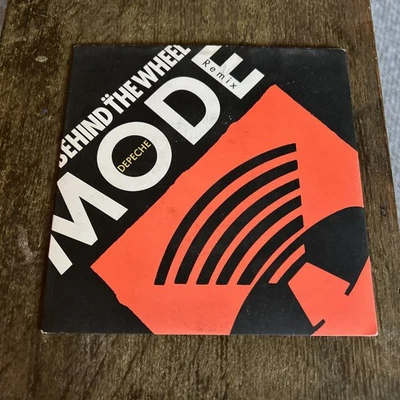 BEHIND THE WHEEL
Remix
MODE
DEPECHE